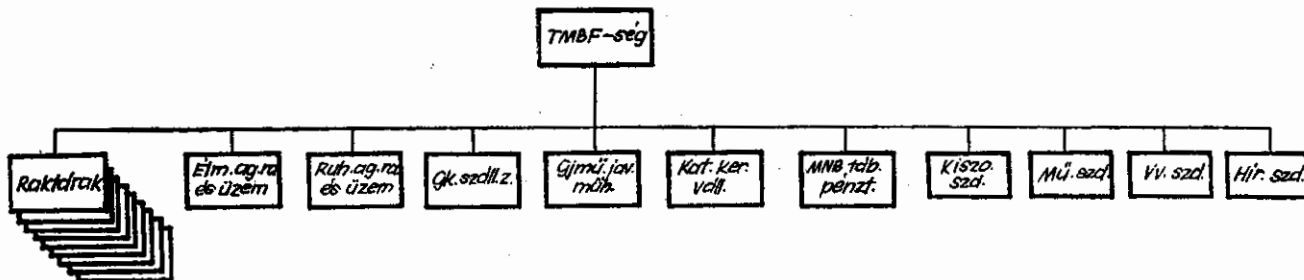 TMBF-ség
Raktárak
Élm.ag.ra
és üzem
Ruh.ag.ra
és üzem
Gk.száll.z.
Gjmű.jav.
műh.
Kat. ker.
váll.
MNB táb.
pénzt.
Kiszo.
szd.
Mű. szd.
Vv. szd.
Hír. szd.